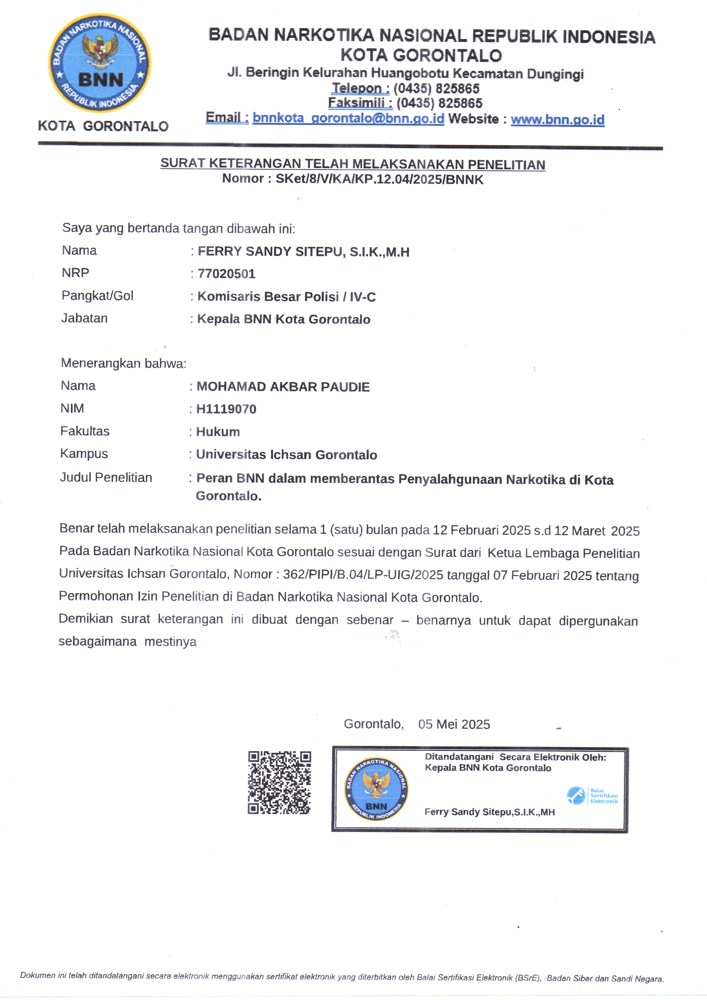 BADAN NARKOTIKA NASIONAL
BNN
REPUBLIK INDONESIA
KOTA GORONTALO
BADAN NARKOTIKA NASIONAL REPUBLIK INDONESIA
KOTA GORONTALO
Jl. Beringin Kelurahan Huangobotu Kecamatan Dungingi
Telepon : (0435) 825865
Faksimili : (0435) 825865
Email : bnnkota_gorontalo@bnn.go.id Website : www.bnn.go.id
SURAT KETERANGAN TELAH MELAKSANAKAN PENELITIAN
Nomor : SKet/8/V/KA/KP.12.04/2025/BNNK
Saya yang bertanda tangan dibawah ini:
Nama : FERRY SANDY SITEPU, S.I.K.,M.H
NRP : 77020501
Pangkat/Gol : Komisaris Besar Polisi / IV-C
Jabatan : Kepala BNN Kota Gorontalo
Menerangkan bahwa:
Nama : MOHAMAD AKBAR PAUDIE
NIM : H1119070
Fakultas : Hukum
Kampus : Universitas Ichsan Gorontalo
Judul Penelitian : Peran BNN dalam memberantas Penyalahgunaan Narkotika di Kota
Gorontalo.
Benar telah melaksanakan penelitian selama 1 (satu) bulan pada 12 Februari 2025 s.d 12 Maret 2025
Pada Badan Narkotika Nasional Kota Gorontalo sesuai dengan Surat dari Ketua Lembaga Penelitian
Universitas Ichsan Gorontalo, Nomor : 362/PIPI/B.04/LP-UIG/2025 tanggal 07 Februari 2025 tentang
Permohonan Izin Penelitian di Badan Narkotika Nasional Kota Gorontalo.
Demikian surat keterangan ini dibuat dengan sebenar – benarnya untuk dapat dipergunakan
sebagaimana mestinya
Gorontalo, 05 Mei 2025
BADAN NARKOTIKA NASIONAL
BNN
REPUBLIK INDONESIA
Ditandatangani Secara Elektronik Oleh:
Kepala BNN Kota Gorontalo
Balai
Sertifikasi
Elektronik
Ferry Sandy Sitepu,S.I.K.,MH
Dokumen ini telah ditandatangani secara elektronik menggunakan sertifikat elektronik yang diterbitkan oleh Balai Sertifikasi Elektronik (BSrE), Badan Siber dan Sandi Negara.